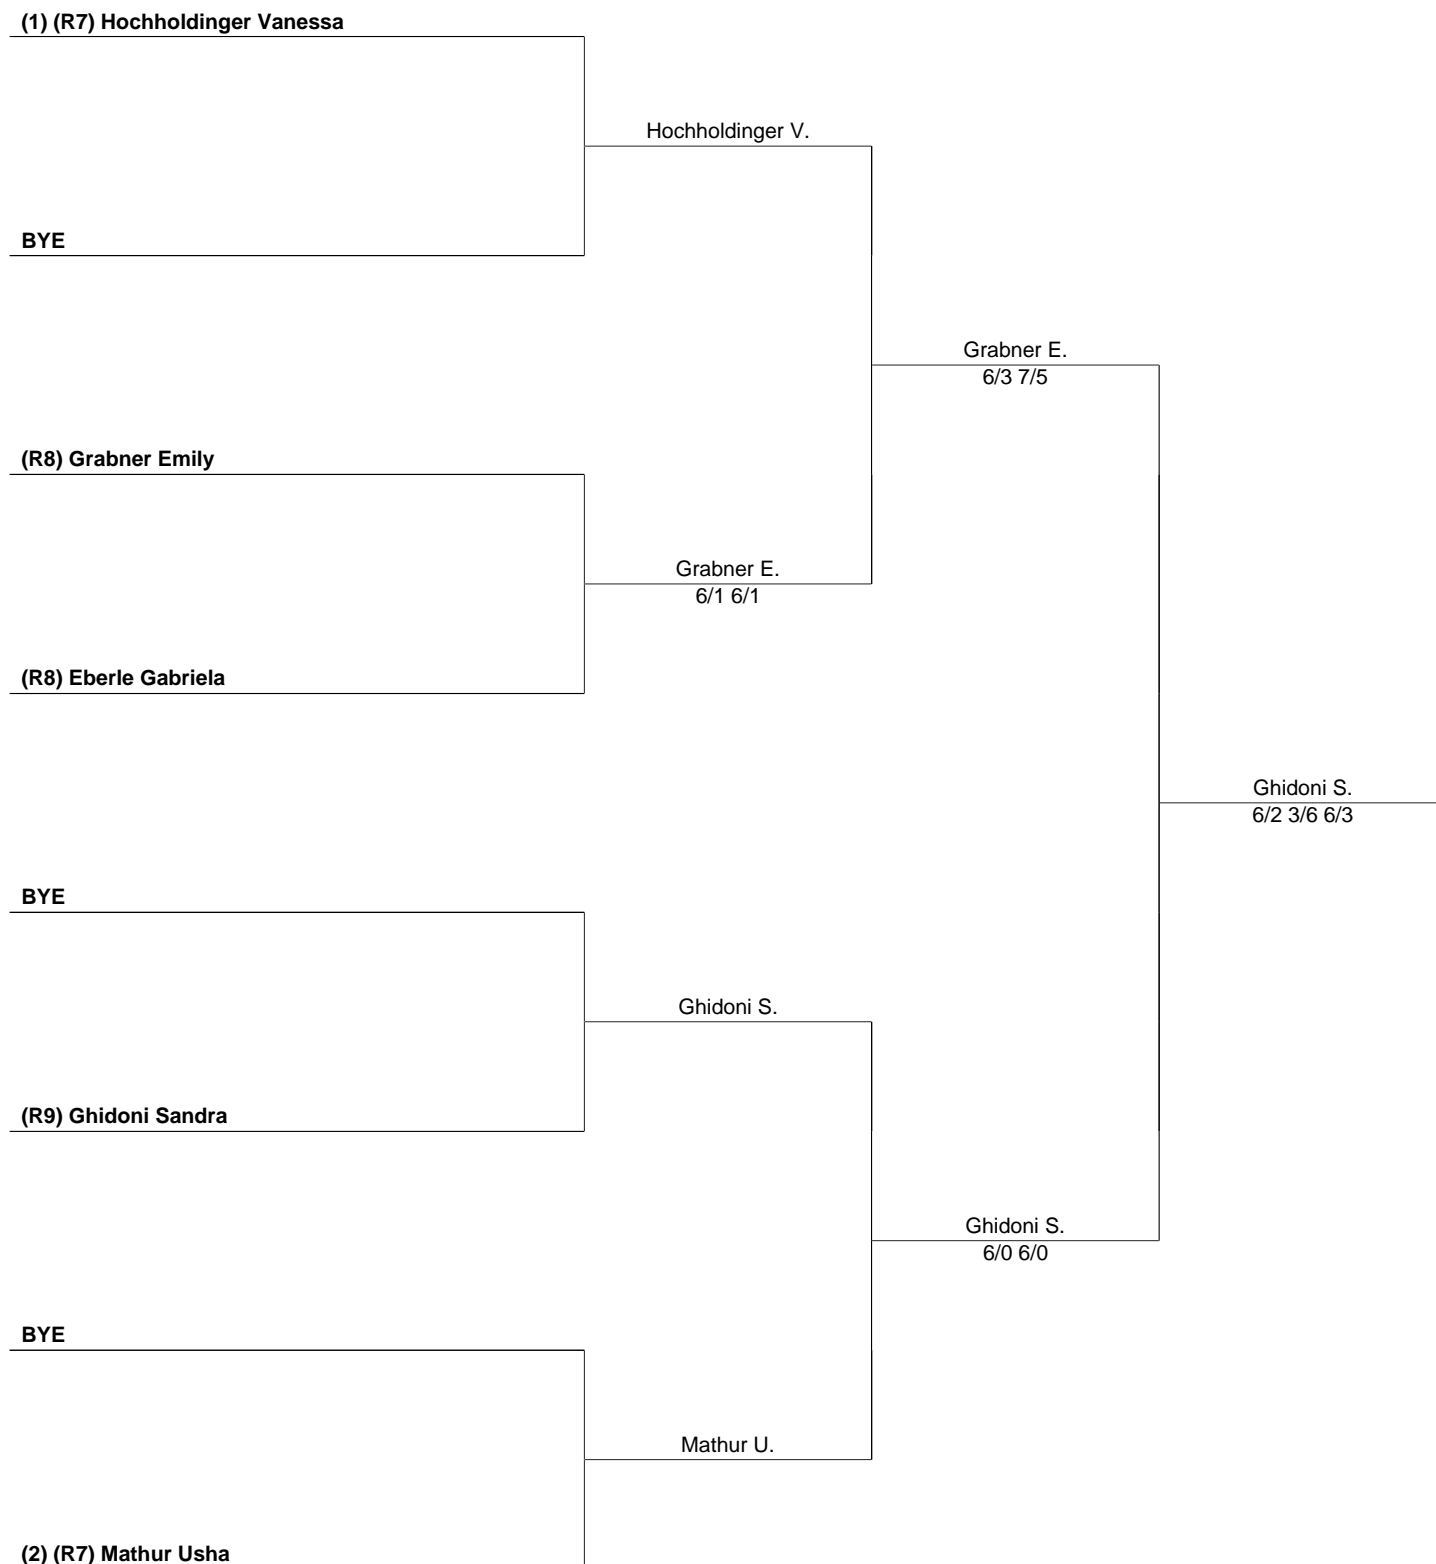 (1) (R7) Hochholdinger Vanessa
Hochholdinger V.
BYE
Grabner E.
6/3 7/5
(R8) Grabner Emily
Grabner E.
6/1 6/1
(R8) Eberle Gabriela
Ghidoni S.
6/2 3/6 6/3
BYE
Ghidoni S.
(R9) Ghidoni Sandra
Ghidoni S.
6/0 6/0
BYE
Mathur U.
(2) (R7) Mathur Usha